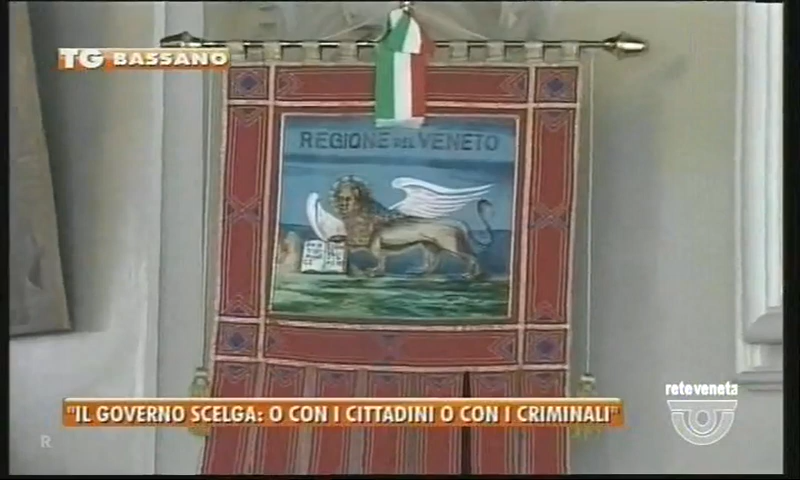 TG BASSANO
REGIONE DEL VENETO
"IL GOVERNO SCELGA: O CON I CITTADINI O CON I CRIMINALI"
reteveneta
R